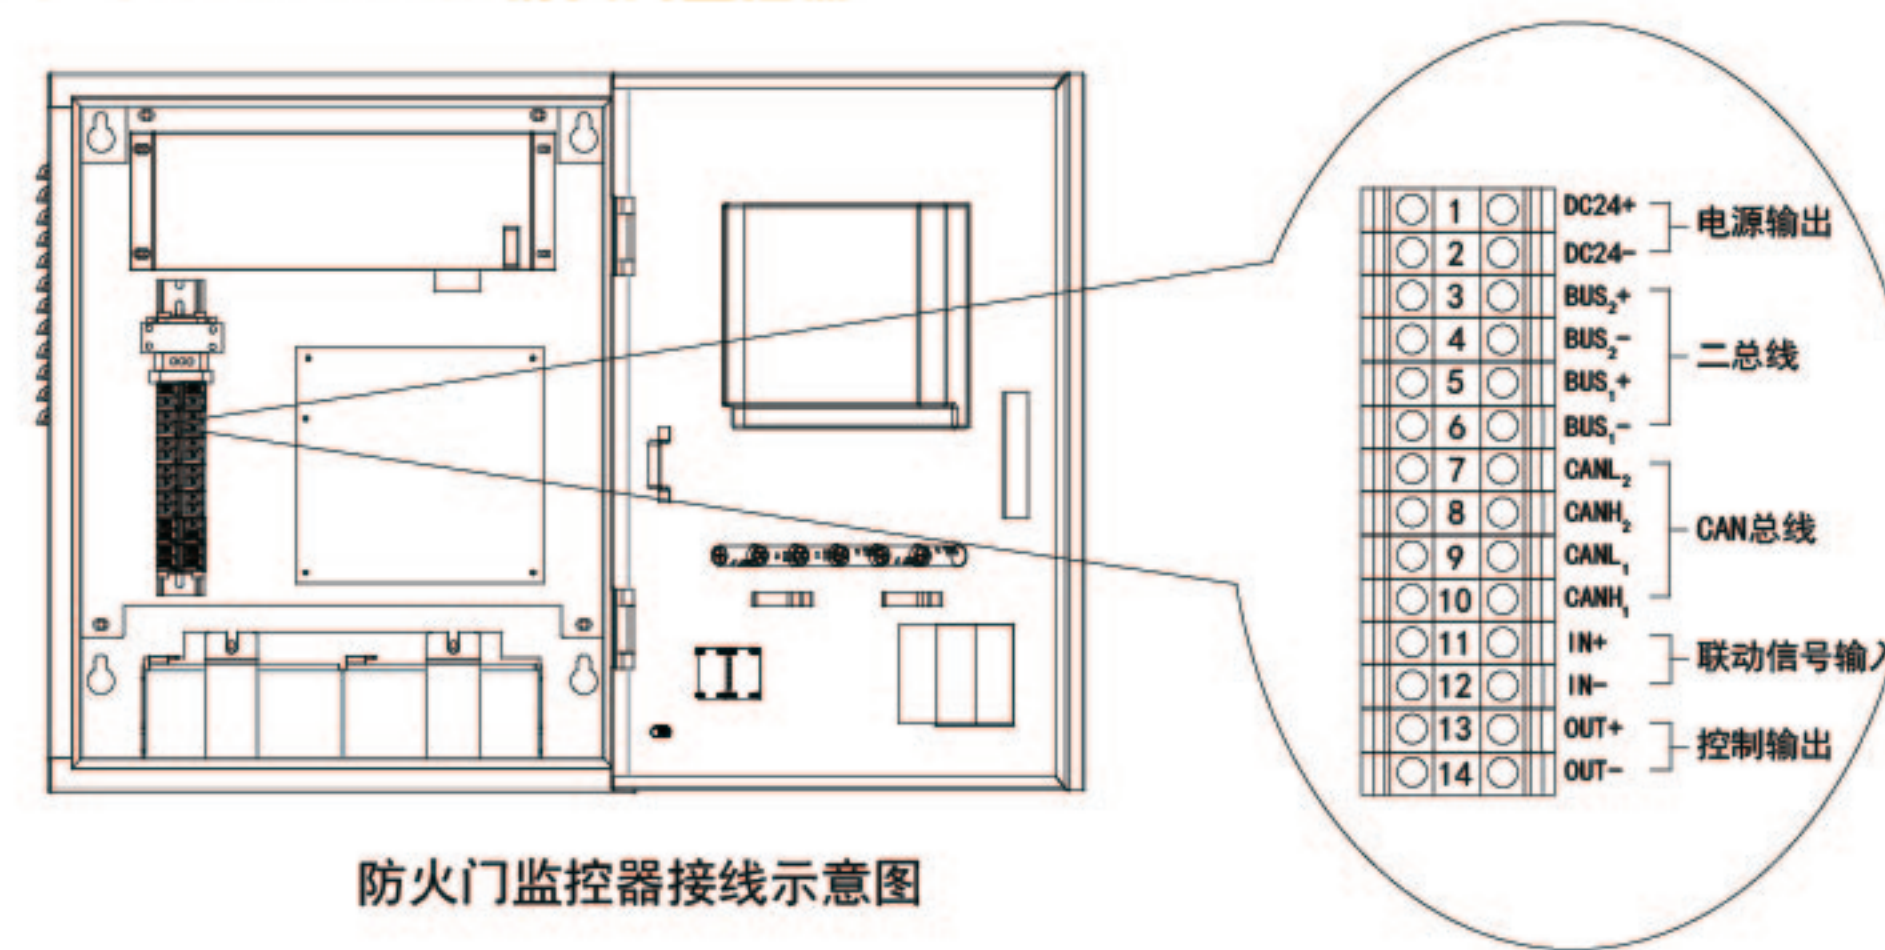 1 DC24+
2 DC24-
电源输出
3 BUS₂+
4 BUS₂-
5 BUS₁+
6 BUS₁-
二总线
7 CANL₂
8 CANH₂
9 CANL₁
10 CANH₁
CAN总线
11 IN+
12 IN-
联动信号输入
13 OUT+
14 OUT-
控制输出
防火门监控器接线示意图